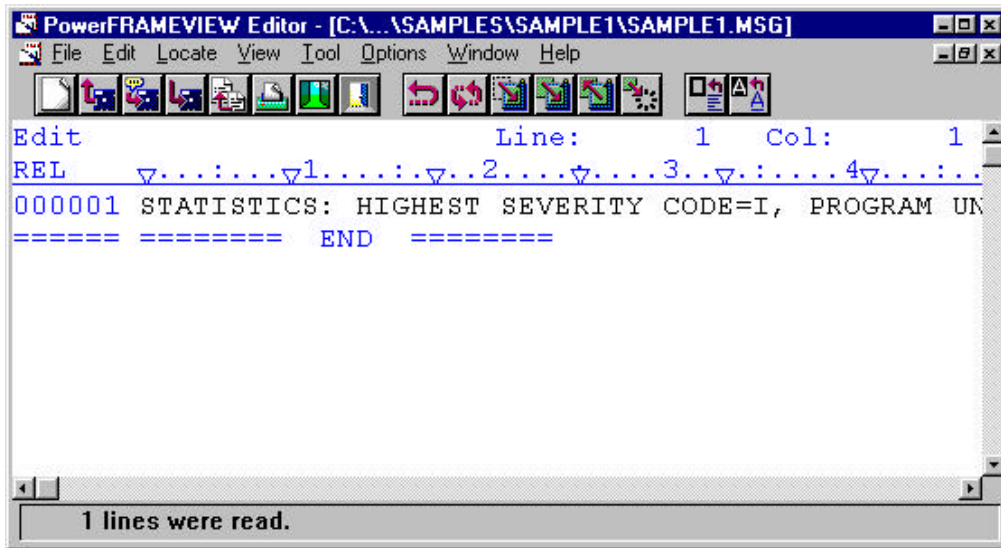 PowerFRAMEVIEW Editor - [C:\...\SAMPLES\SAMPLE1\SAMPLE1.MSG]
File Edit Locate View Tool Options Window Help
Edit Line: 1 Col: 1
REL ▽...:...▽1....:.▽..2....▽....3..▽.:....4▽...:..
000001 STATISTICS: HIGHEST SEVERITY CODE=I, PROGRAM UN
====== ======== END ========
1 lines were read.